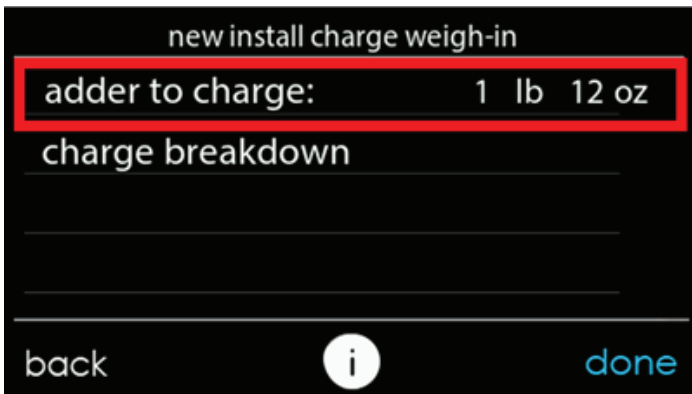 new install charge weigh-in
adder to charge: 1 lb 12 oz
charge breakdown
back i done